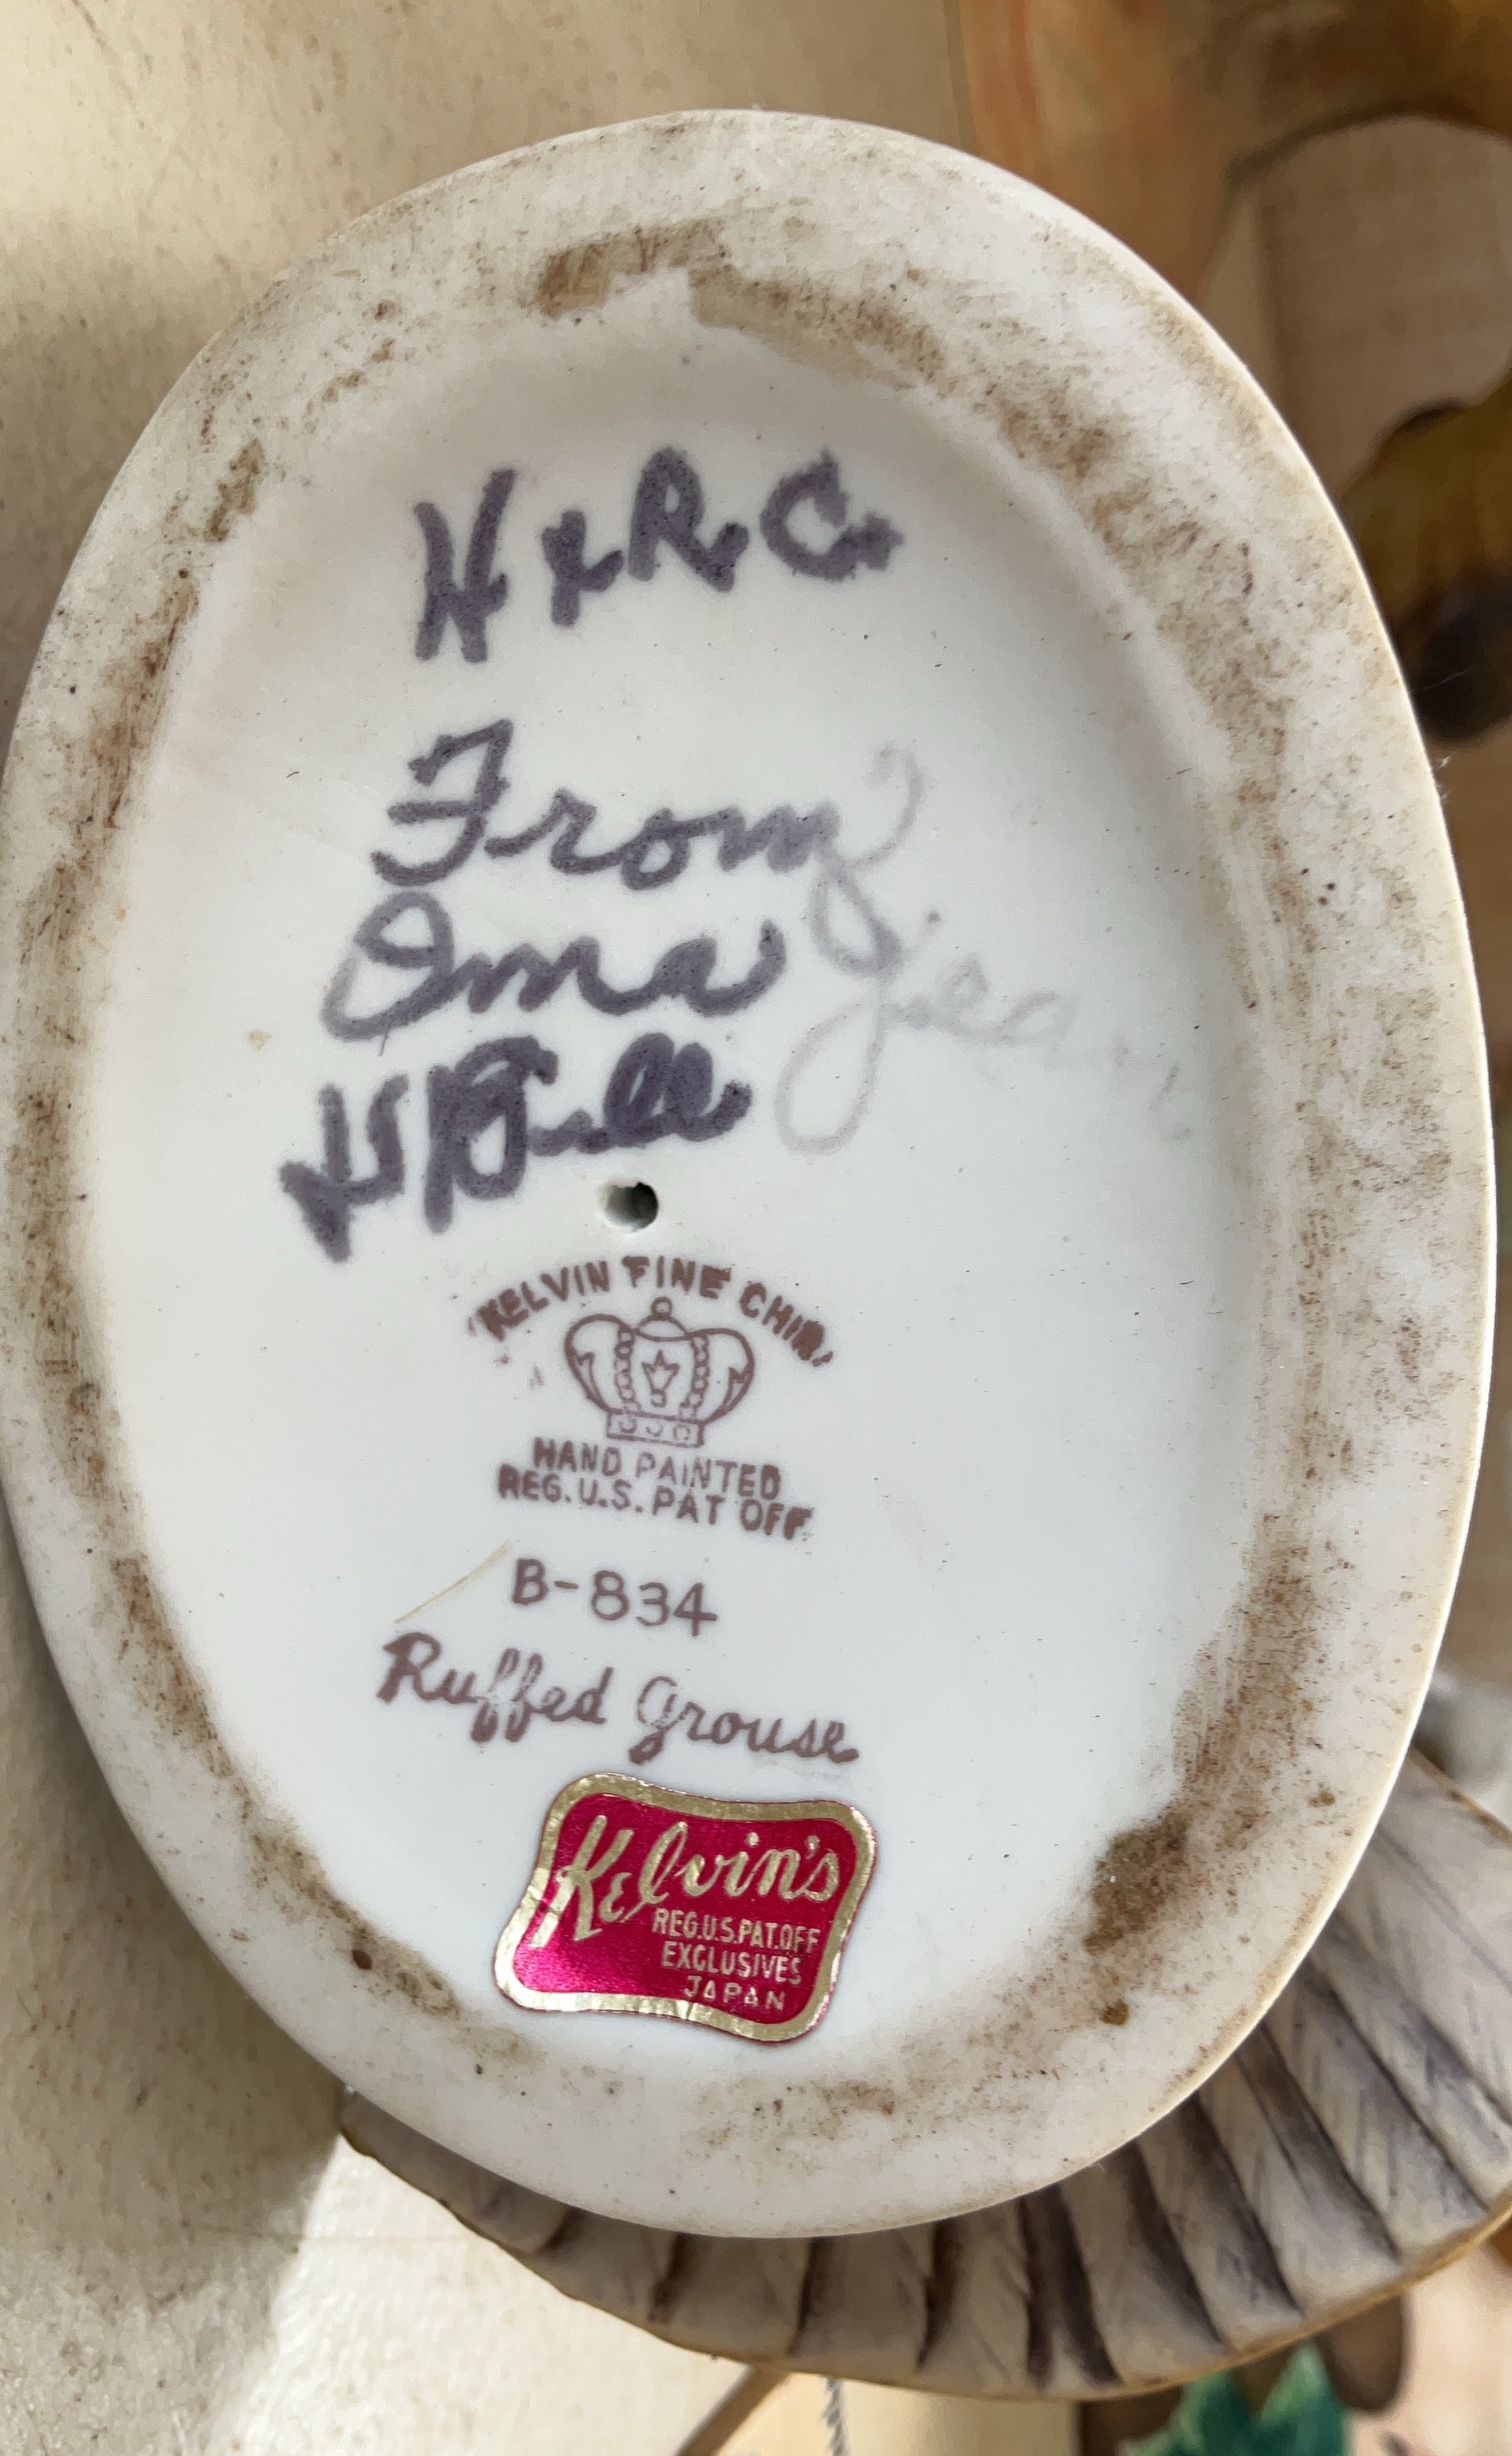 H & R.C.
From
Oma
Jean
& Bill
KELVIN FINE CHINA
HAND PAINTED
REG. U.S. PAT OFF.
B-834
Ruffed Grouse
Kelvin's
REG.U.S.PAT.OFF
EXCLUSIVES
JAPAN